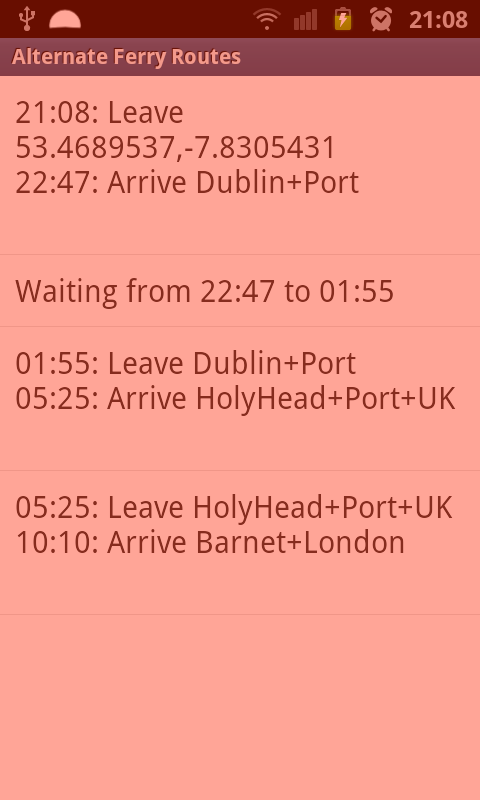 21:08
Alternate Ferry Routes
21:08: Leave
53.4689537,-7.8305431
22:47: Arrive Dublin+Port
Waiting from 22:47 to 01:55
01:55: Leave Dublin+Port
05:25: Arrive HolyHead+Port+UK
05:25: Leave HolyHead+Port+UK
10:10: Arrive Barnet+London